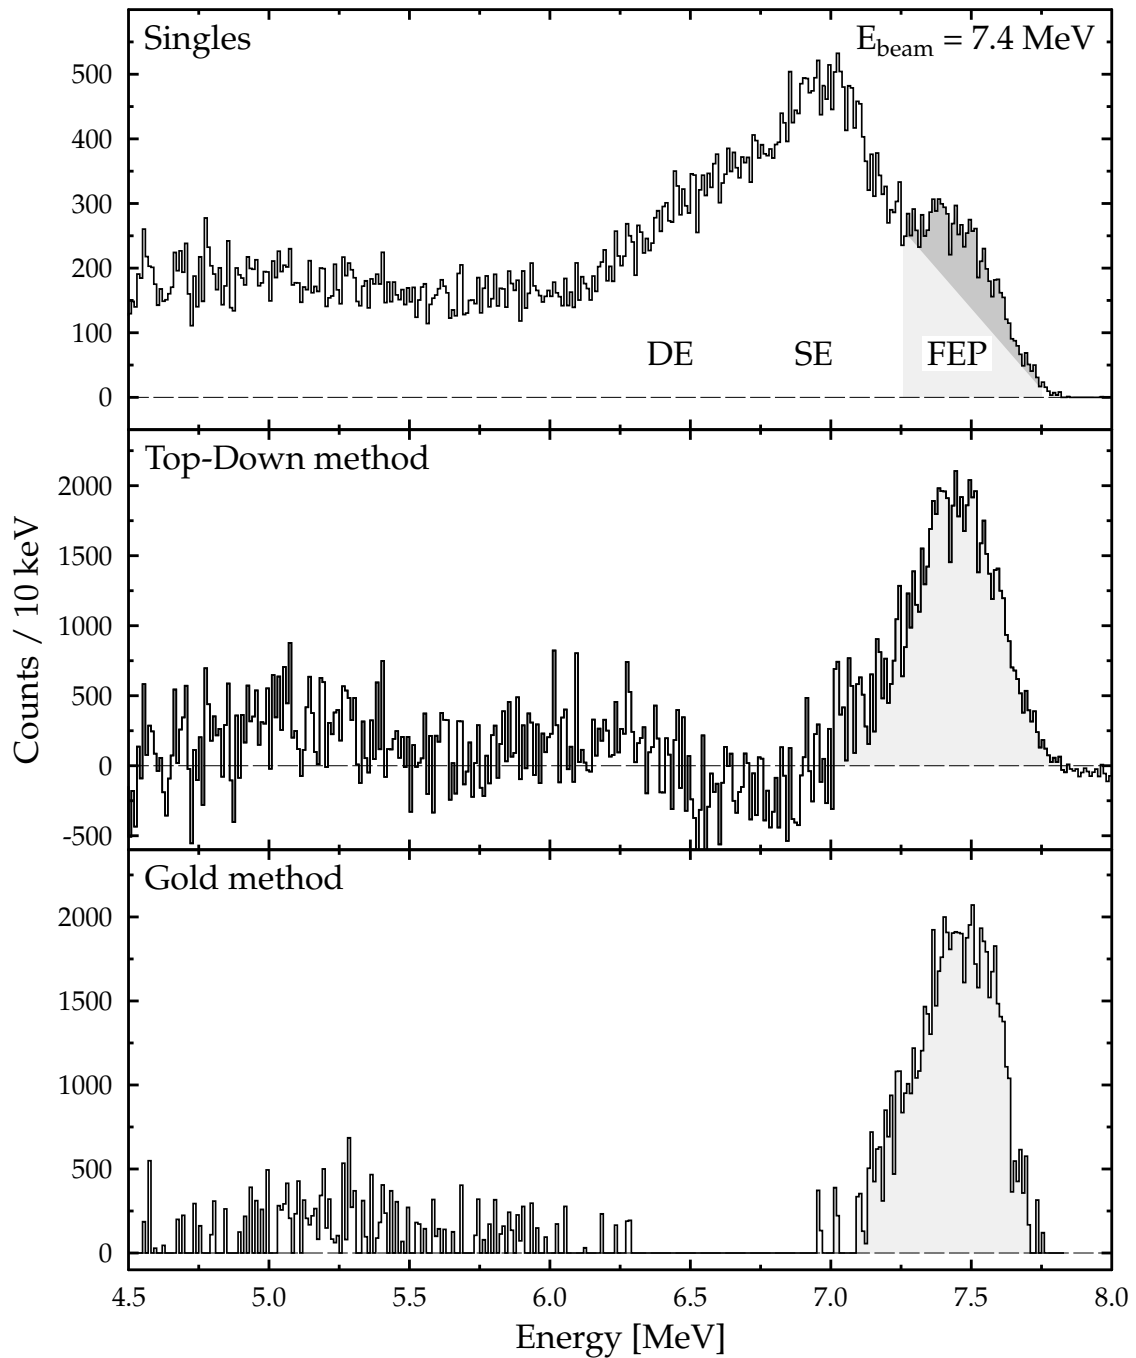 Singles
E_beam = 7.4 MeV
500
400
300
200
100
0
DE SE FEP
Top-Down method
2000
1500
1000
500
0
-500
Counts / 10 keV
Gold method
2000
1500
1000
500
0
4.5 5.0 5.5 6.0 6.5 7.0 7.5 8.0
Energy [MeV]